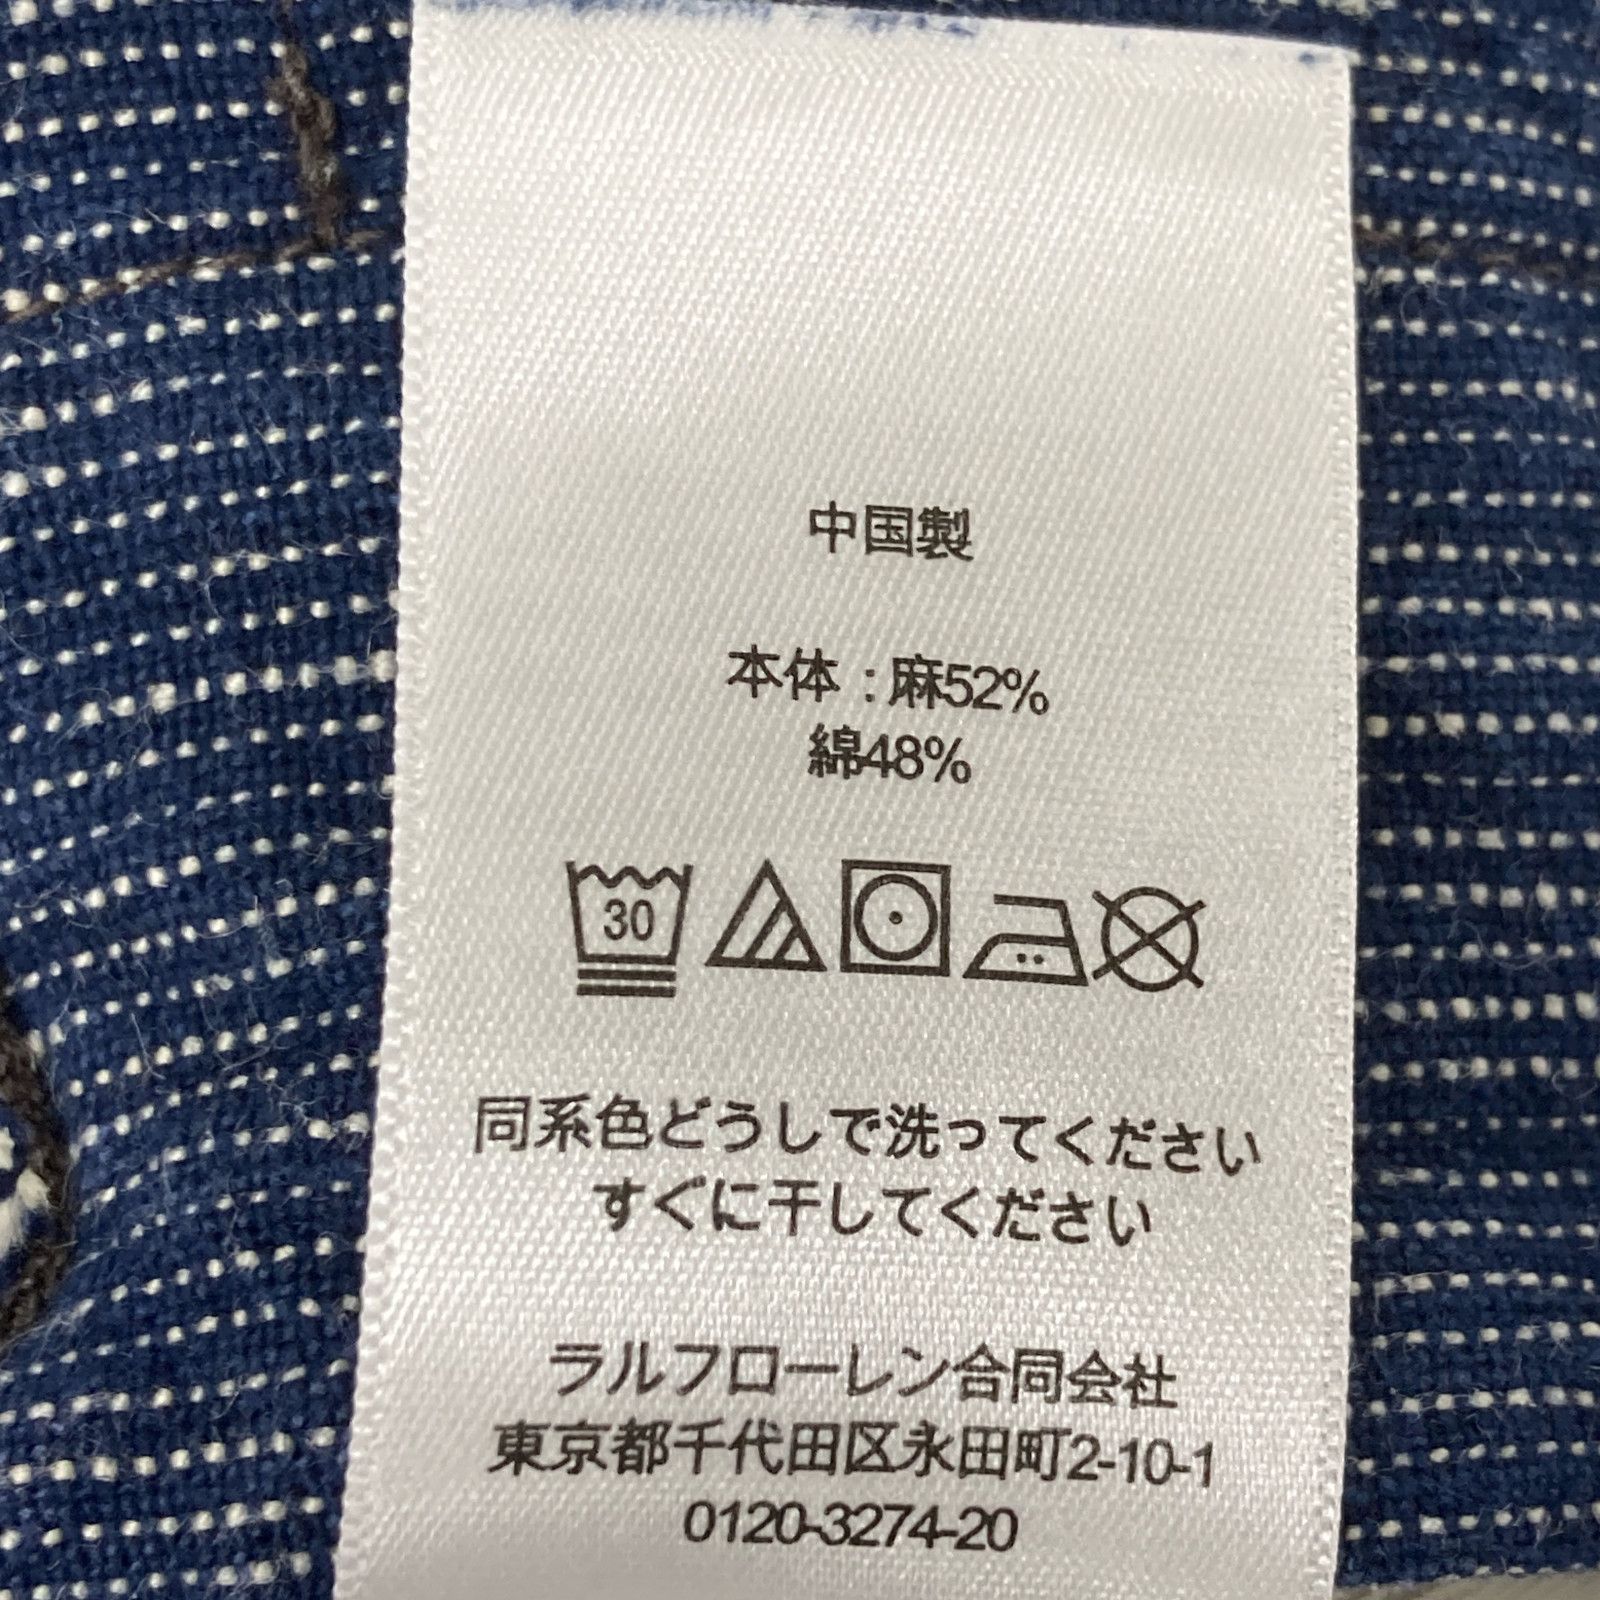 中国製
本体:麻52%
綿48%
30
同系色どうしで洗ってください
すぐに干してください
ラルフローレン合同会社
東京都千代田区永田町2-10-1
0120-3274-20